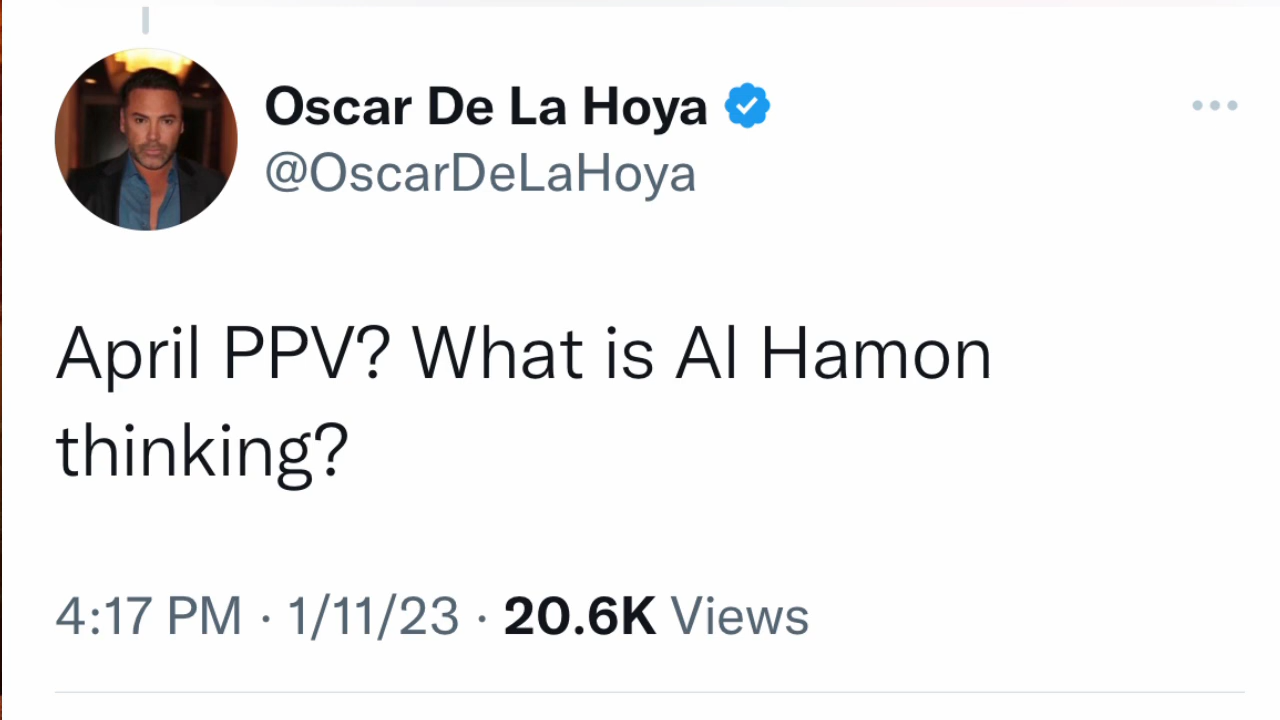 Oscar De La Hoya
@OscarDeLaHoya
April PPV? What is Al Hamon
thinking?
4:17 PM · 1/11/23 · 20.6K Views